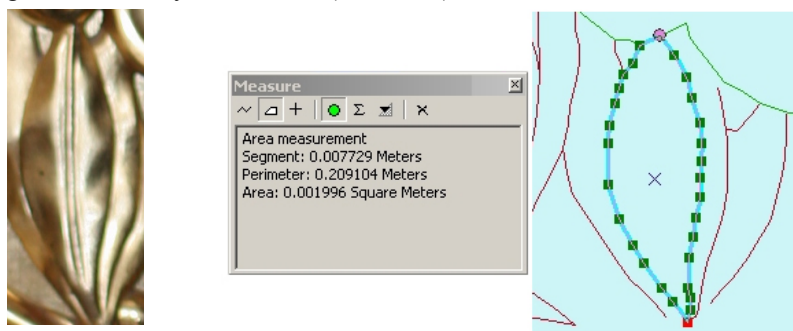 Measure
Area measurement
Segment: 0.007729 Meters
Perimeter: 0.209104 Meters
Area: 0.001996 Square Meters